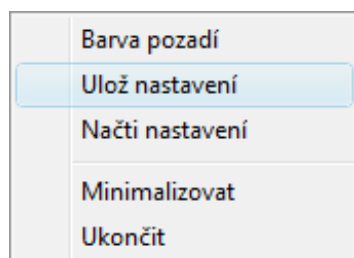 Barva pozadí
Ulož nastavení
Načti nastavení
Minimalizovat
Ukončit